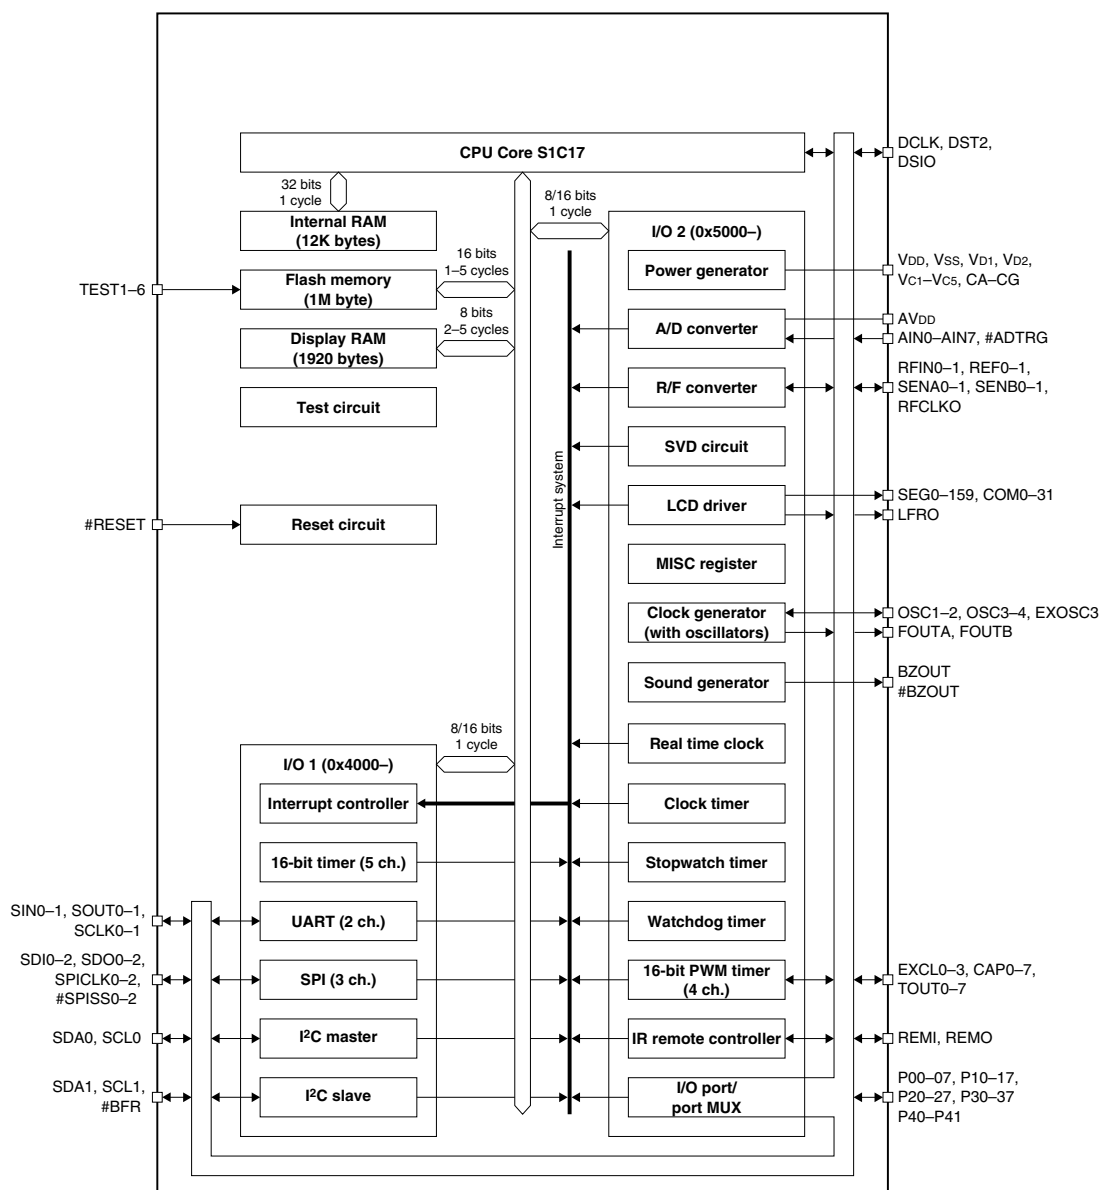 CPU Core S1C17
DCLK, DST2,
DSIO
32 bits
1 cycle
8/16 bits
1 cycle
Internal RAM
(12K bytes)
I/O 2 (0x5000–)
TEST1–6
Flash memory
(1M byte)
16 bits
1–5 cycles
Power generator
VDD, VSS, VD1, VD2,
VC1–VC5, CA–CG
Display RAM
(1920 bytes)
8 bits
2–5 cycles
A/D converter
AVDD
AIN0–AIN7, #ADTRG
Test circuit
R/F converter
RFIN0–1, REF0–1,
SENA0–1, SENB0–1,
RFCLKO
Interrupt system
SVD circuit
#RESET
Reset circuit
LCD driver
SEG0–159, COM0–31
LFRO
MISC register
Clock generator
(with oscillators)
OSC1–2, OSC3–4, EXOSC3
FOUTA, FOUTB
Sound generator
BZOUT
#BZOUT
8/16 bits
1 cycle
Real time clock
I/O 1 (0x4000–)
Interrupt controller
Clock timer
16-bit timer (5 ch.)
Stopwatch timer
SIN0–1, SOUT0–1,
SCLK0–1
UART (2 ch.)
Watchdog timer
SDI0–2, SDO0–2,
SPICLK0–2,
#SPISS0–2
SPI (3 ch.)
16-bit PWM timer
(4 ch.)
EXCL0–3, CAP0–7,
TOUT0–7
SDA0, SCL0
I²C master
IR remote controller
REMI, REMO
SDA1, SCL1,
#BFR
I²C slave
I/O port/
port MUX
P00–07, P10–17,
P20–27, P30–37
P40–P41